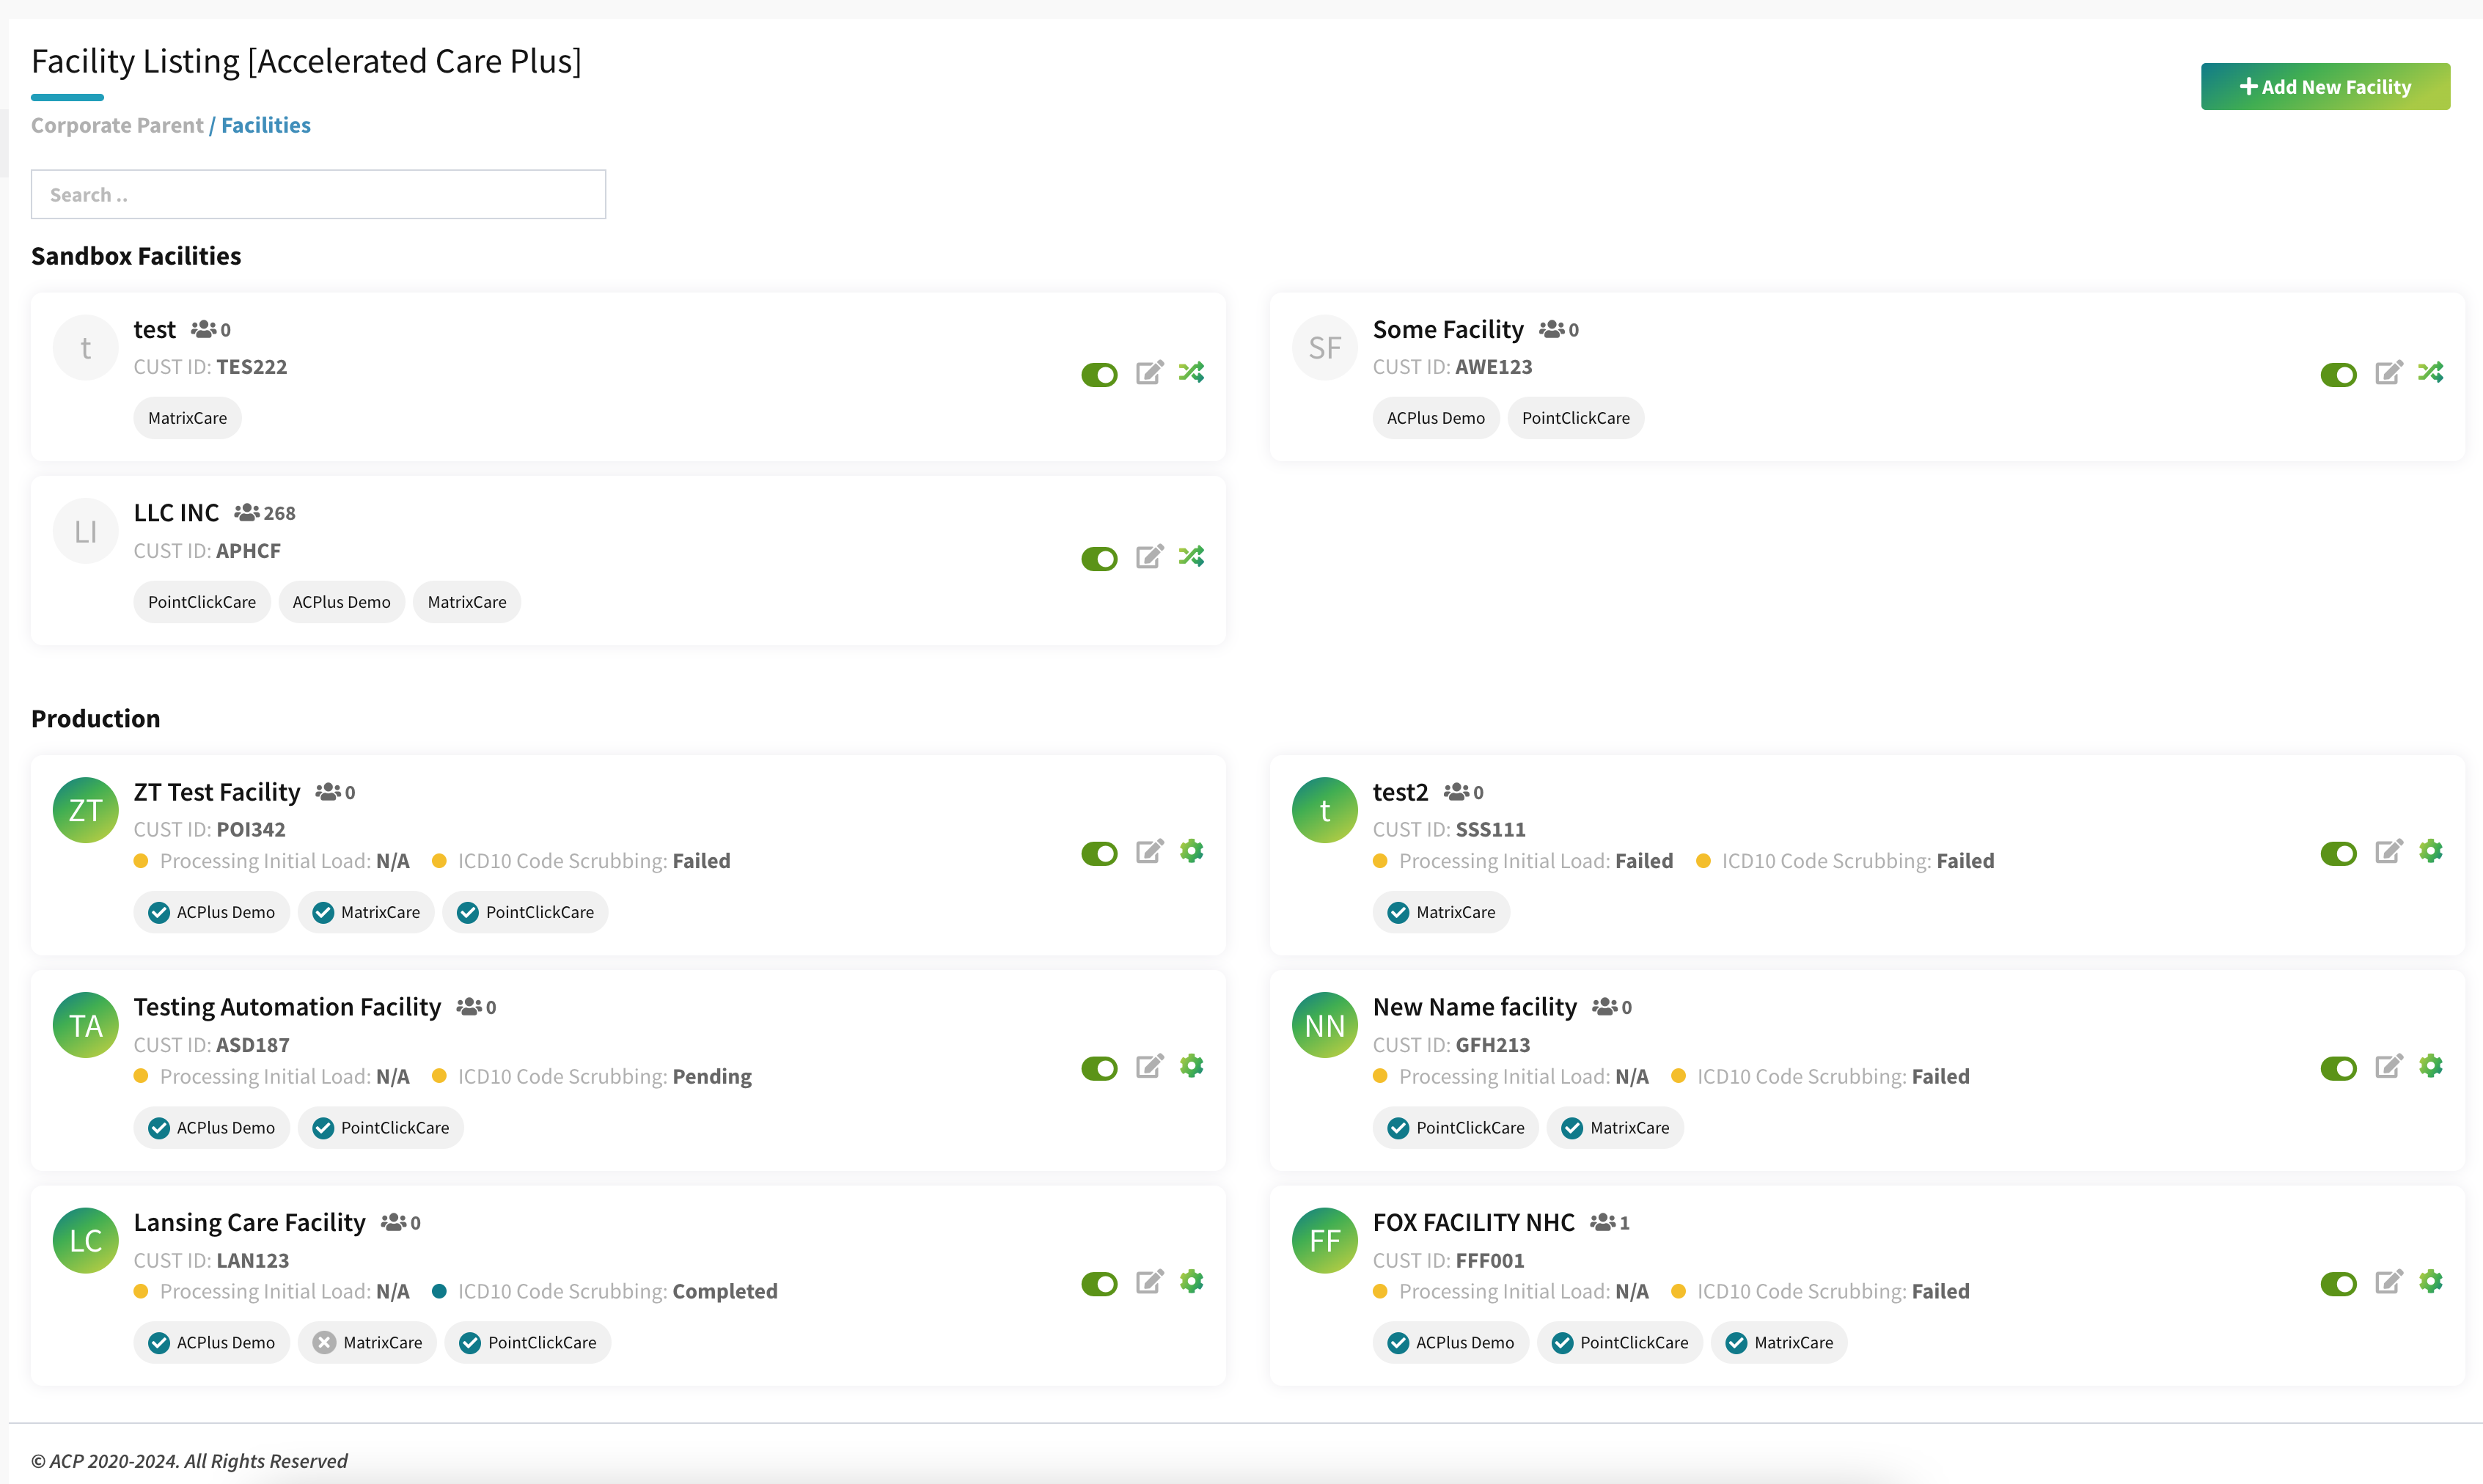 Facility Listing [Accelerated Care Plus]
Add New Facility
Corporate Parent / Facilities
Search ..
Sandbox Facilities
t
test 0
CUST ID: TES222
MatrixCare
SF
Some Facility 0
CUST ID: AWE123
ACPlus Demo PointClickCare
LI
LLC INC 268
CUST ID: APHCF
PointClickCare ACPlus Demo MatrixCare
Production
ZT
ZT Test Facility 0
CUST ID: POI342
Processing Initial Load: N/A ICD10 Code Scrubbing: Failed
ACPlus Demo MatrixCare PointClickCare
t
test2 0
CUST ID: SSS111
Processing Initial Load: Failed ICD10 Code Scrubbing: Failed
MatrixCare
TA
Testing Automation Facility 0
CUST ID: ASD187
Processing Initial Load: N/A ICD10 Code Scrubbing: Pending
ACPlus Demo PointClickCare
NN
New Name facility 0
CUST ID: GFH213
Processing Initial Load: N/A ICD10 Code Scrubbing: Failed
PointClickCare MatrixCare
LC
Lansing Care Facility 0
CUST ID: LAN123
Processing Initial Load: N/A ICD10 Code Scrubbing: Completed
ACPlus Demo MatrixCare PointClickCare
FF
FOX FACILITY NHC 1
CUST ID: FFF001
Processing Initial Load: N/A ICD10 Code Scrubbing: Failed
ACPlus Demo PointClickCare MatrixCare
© ACP 2020-2024. All Rights Reserved